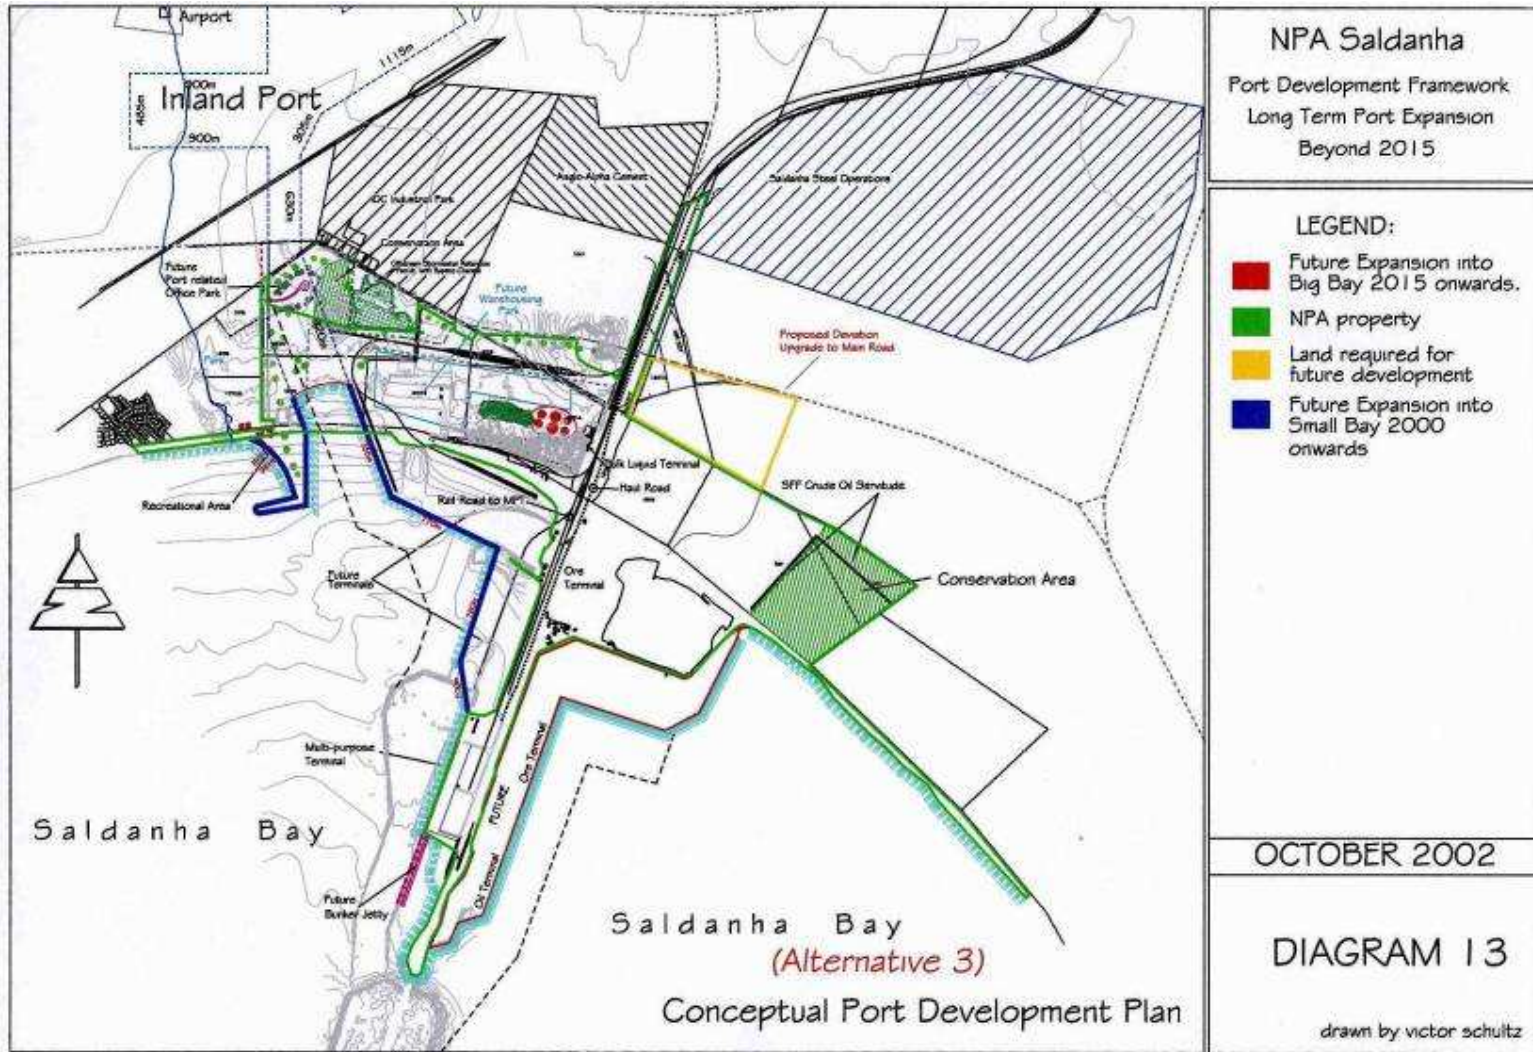 Airport
Inland Port
485m
900m
900m
305m
1115m
630m
IDC Industrial Park
Anglo-Alpha Cement
Saldanha Steel Operations
Conservation Area
Future
Port related
Office Park
Future
Warehousing
Park
Proposed Deviation
Upgrade to Main Road
Recreational Area
Rail Road to MPT
Bulk Liquid Terminal
Haul Road
SFF Crude Oil Servitude
Conservation Area
Future
Terminals
Ore
Terminal
Multi-purpose
Terminal
FUTURE
Ore Terminal
Oil Terminal
Future
Bunker Jetty
Saldanha Bay
Saldanha Bay
(Alternative 3)
Conceptual Port Development Plan
NPA Saldanha
Port Development Framework
Long Term Port Expansion
Beyond 2015
LEGEND:
Future Expansion into
Big Bay 2015 onwards.
NPA property
Land required for
future development
Future Expansion into
Small Bay 2000
onwards
OCTOBER 2002
DIAGRAM 13
drawn by victor schultz